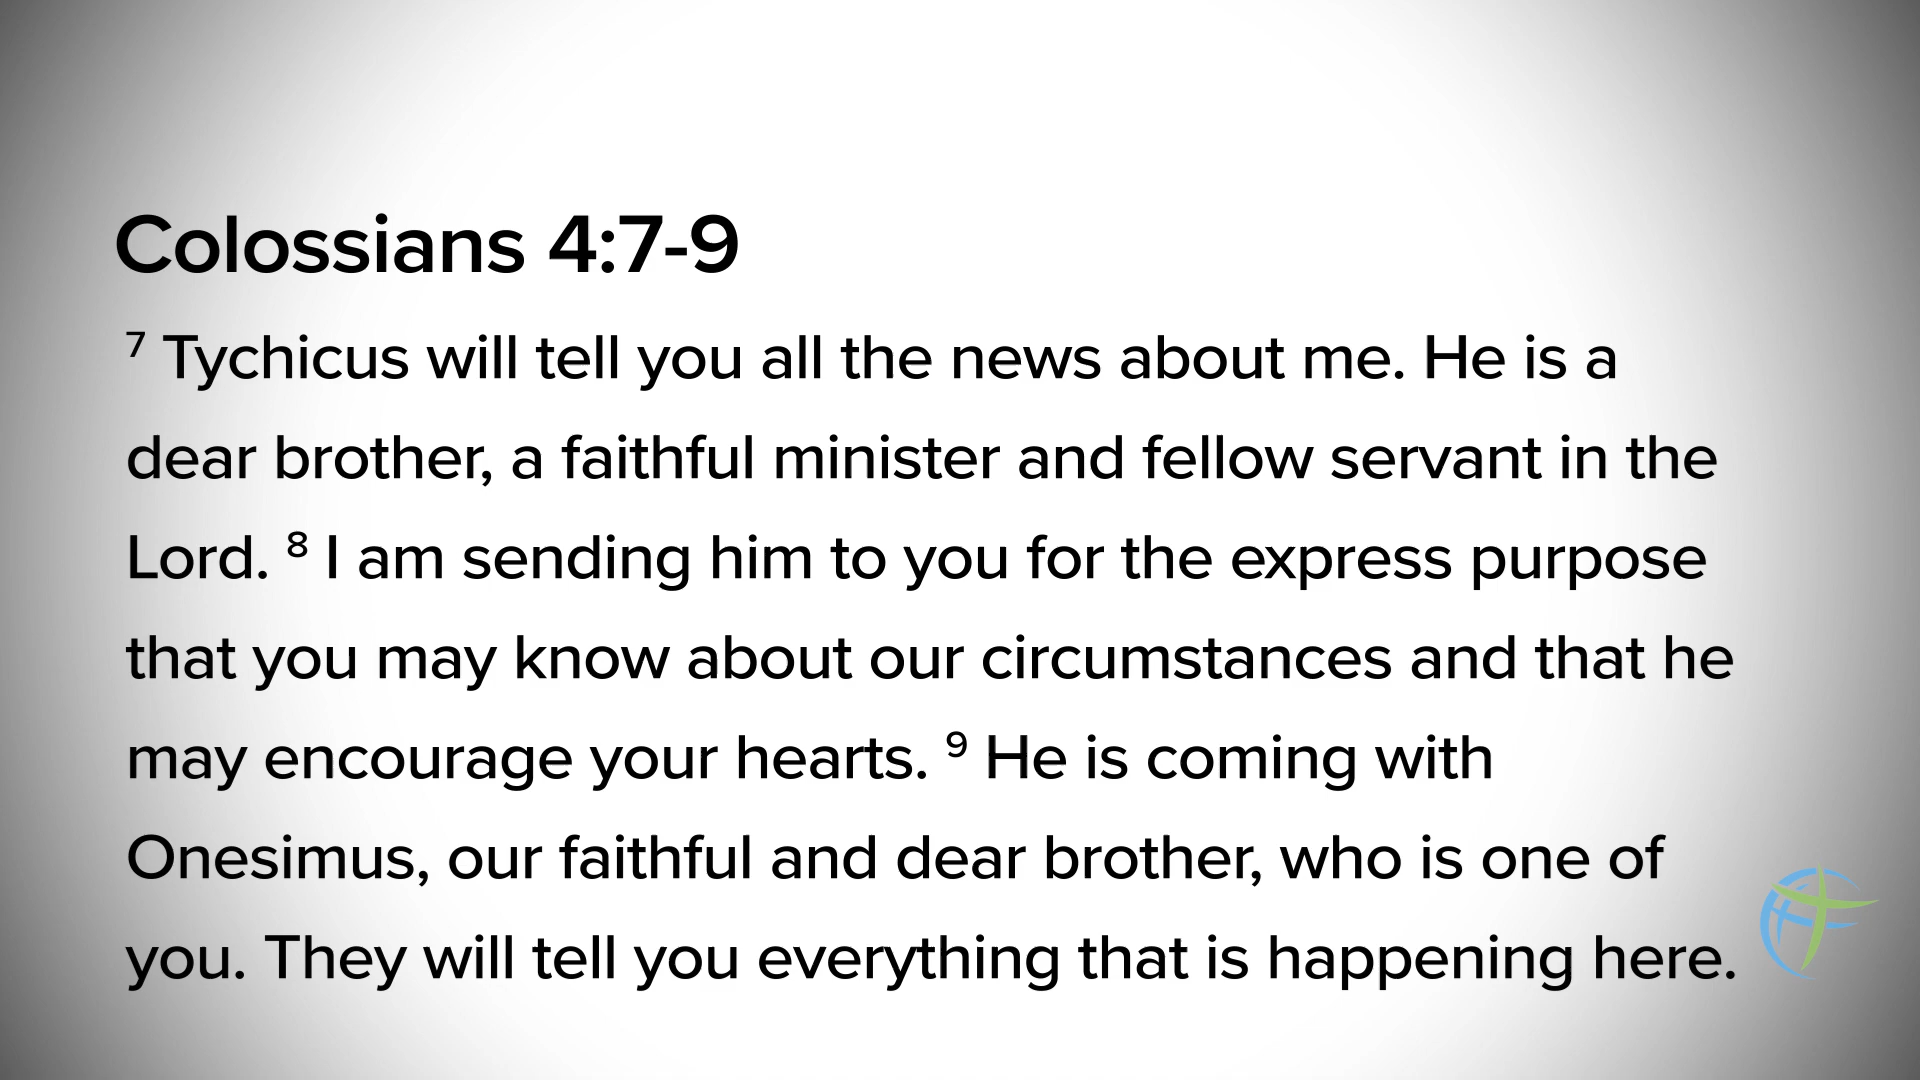 Colossians 4:7-9
⁷ Tychicus will tell you all the news about me. He is a
dear brother, a faithful minister and fellow servant in the
Lord. ⁸ I am sending him to you for the express purpose
that you may know about our circumstances and that he
may encourage your hearts. ⁹ He is coming with
Onesimus, our faithful and dear brother, who is one of
you. They will tell you everything that is happening here.